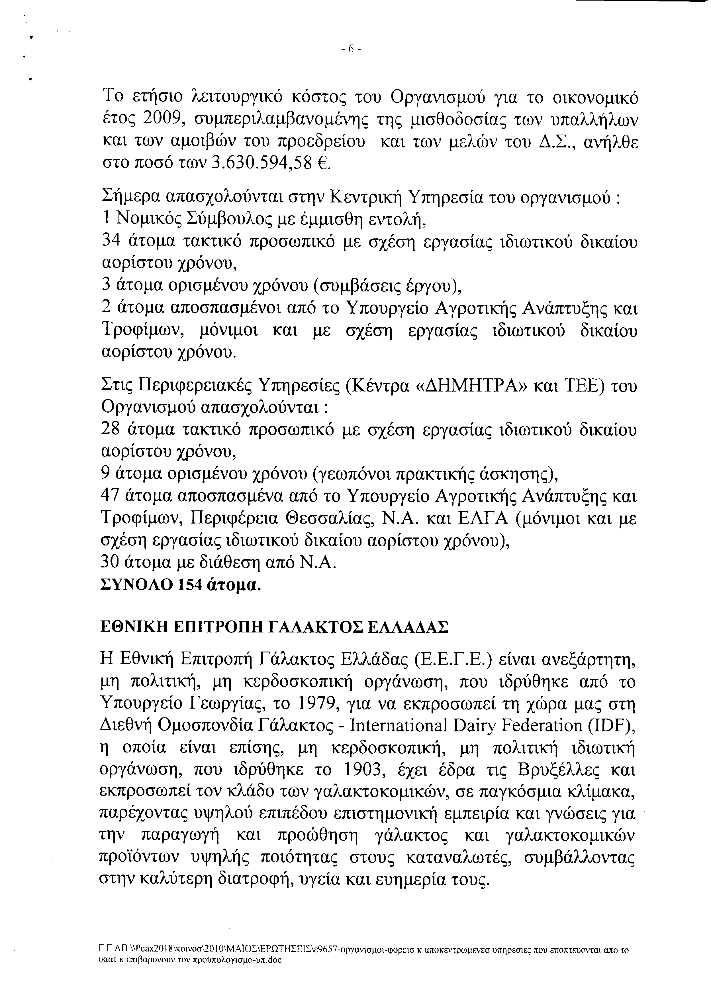 - 6 -
Το ετήσιο λειτουργικό κόστος του Οργανισμού για το οικονομικό
έτος 2009, συμπεριλαμβανομένης της μισθοδοσίας των υπαλλήλων
και των αμοιβών του προεδρείου και των μελών του Δ.Σ., ανήλθε
στο ποσό των 3.630.594,58 €.
Σήμερα απασχολούνται στην Κεντρική Υπηρεσία του οργανισμού :
1 Νομικός Σύμβουλος με έμμισθη εντολή,
34 άτομα τακτικό προσωπικό με σχέση εργασίας ιδιωτικού δικαίου
αορίστου χρόνου,
3 άτομα ορισμένου χρόνου (συμβάσεις έργου),
2 άτομα αποσπασμένοι από το Υπουργείο Αγροτικής Ανάπτυξης και
Τροφίμων, μόνιμοι και με σχέση εργασίας ιδιωτικού δικαίου
αορίστου χρόνου.
Στις Περιφερειακές Υπηρεσίες (Κέντρα «ΔΗΜΗΤΡΑ» και ΤΕΕ) του
Οργανισμού απασχολούνται :
28 άτομα τακτικό προσωπικό με σχέση εργασίας ιδιωτικού δικαίου
αορίστου χρόνου,
9 άτομα ορισμένου χρόνου (γεωπόνοι πρακτικής άσκησης),
47 άτομα αποσπασμένα από το Υπουργείο Αγροτικής Ανάπτυξης και
Τροφίμων, Περιφέρεια Θεσσαλίας, Ν.Α. και ΕΛΓΑ (μόνιμοι και με
σχέση εργασίας ιδιωτικού δικαίου αορίστου χρόνου),
30 άτομα με διάθεση από Ν.Α.
ΣΥΝΟΛΟ 154 άτομα.
ΕΘΝΙΚΗ ΕΠΙΤΡΟΠΗ ΓΑΛΑΚΤΟΣ ΕΛΛΑΔΑΣ
Η Εθνική Επιτροπή Γάλακτος Ελλάδας (Ε.Ε.Γ.Ε.) είναι ανεξάρτητη,
μη πολιτική, μη κερδοσκοπική οργάνωση, που ιδρύθηκε από το
Υπουργείο Γεωργίας, το 1979, για να εκπροσωπεί τη χώρα μας στη
Διεθνή Ομοσπονδία Γάλακτος - International Dairy Federation (IDF),
η οποία είναι επίσης, μη κερδοσκοπική, μη πολιτική ιδιωτική
οργάνωση, που ιδρύθηκε το 1903, έχει έδρα τις Βρυξέλλες και
εκπροσωπεί τον κλάδο των γαλακτοκομικών, σε παγκόσμια κλίμακα,
παρέχοντας υψηλού επιπέδου επιστημονική εμπειρία και γνώσεις για
την παραγωγή και προώθηση γάλακτος και γαλακτοκομικών
προϊόντων υψηλής ποιότητας στους καταναλωτές, συμβάλλοντας
στην καλύτερη διατροφή, υγεία και ευημερία τους.
Γ.Γ.ΑΠ.\\Pcax2018\κοινοσ\2010\ΜΑΪΟΣ\ΕΡΩΤΗΣΕΙΣ\ε9657-οργανισμοι-φορεισ κ αποκεντρωμενεσ υπηρεσιες που εποπτευονται απο το
υαατ κ επιβαρυνουν τον προϋπολογισμο-υπ.doc